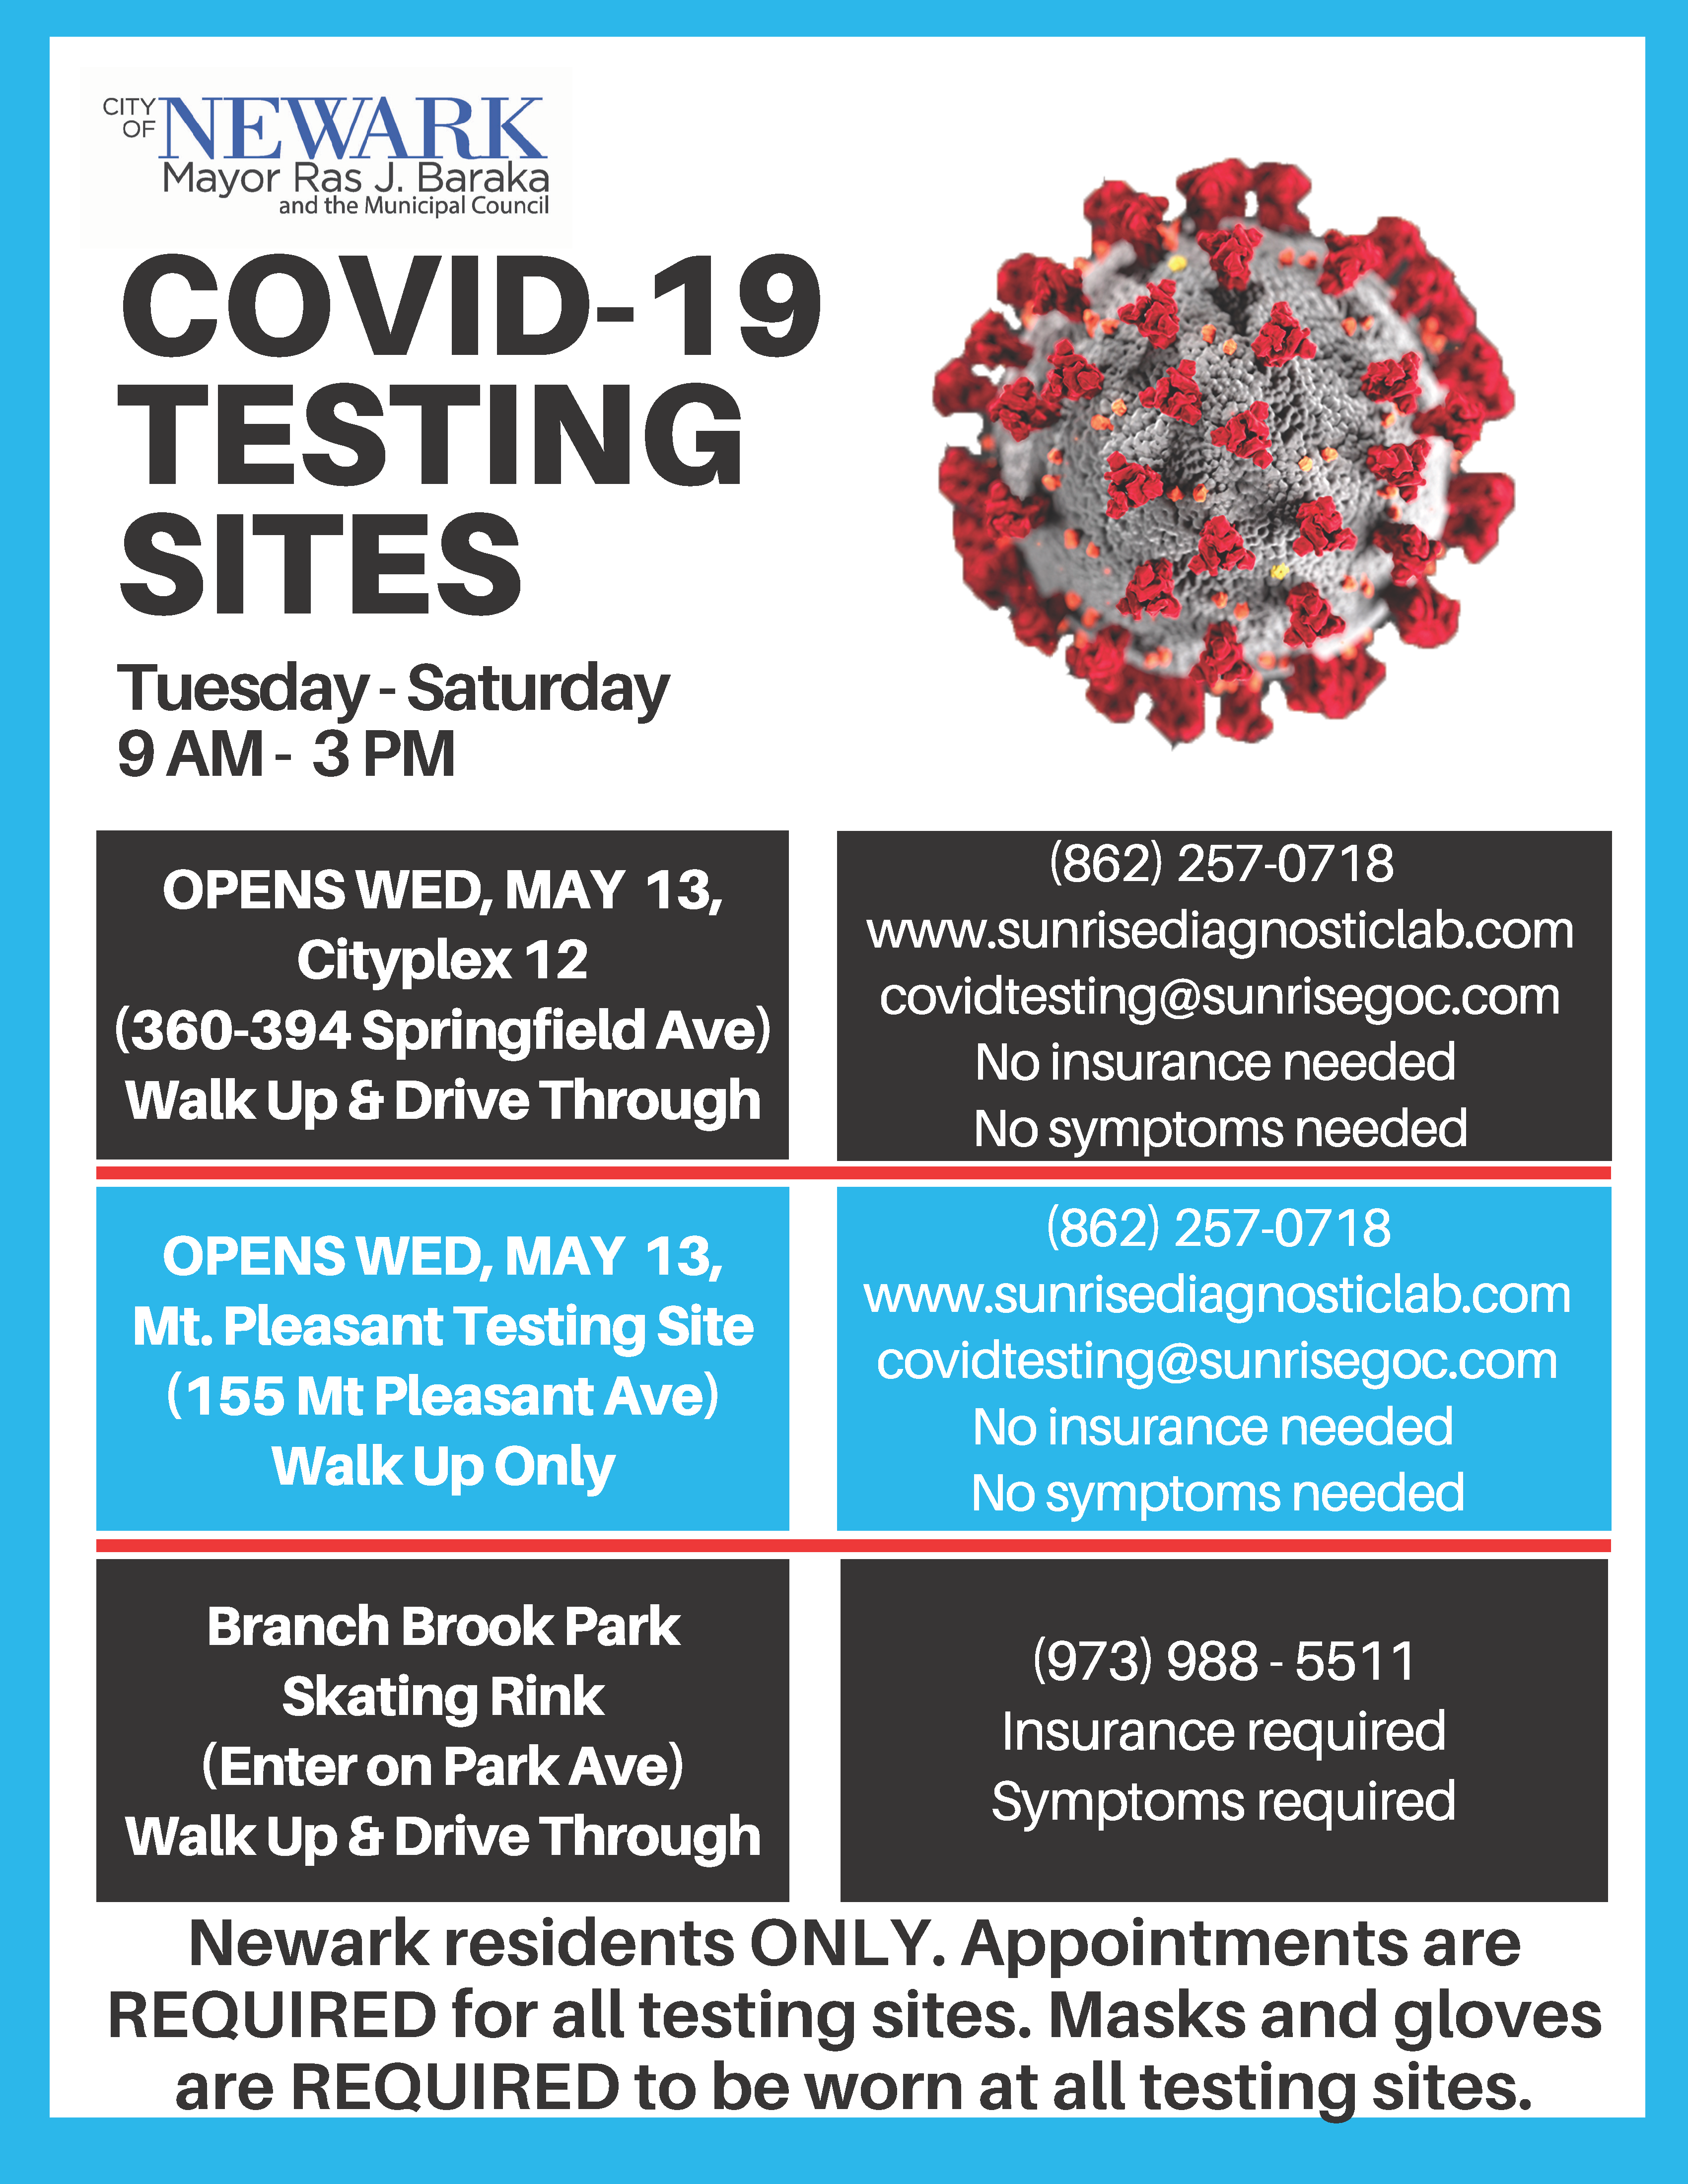 CITY
OF NEWARK
Mayor Ras J. Baraka
and the Municipal Council
COVID-19
TESTING
SITES
Tuesday - Saturday
9 AM - 3 PM
OPENS WED, MAY 13,
Cityplex 12
(360-394 Springfield Ave)
Walk Up & Drive Through
(862) 257-0718
www.sunrisediagnosticlab.com
covidtesting@sunrisegoc.com
No insurance needed
No symptoms needed
OPENS WED, MAY 13,
Mt. Pleasant Testing Site
(155 Mt Pleasant Ave)
Walk Up Only
(862) 257-0718
www.sunrisediagnosticlab.com
covidtesting@sunrisegoc.com
No insurance needed
No symptoms needed
Branch Brook Park
Skating Rink
(Enter on Park Ave)
Walk Up & Drive Through
(973) 988 - 5511
Insurance required
Symptoms required
Newark residents ONLY. Appointments are
REQUIRED for all testing sites. Masks and gloves
are REQUIRED to be worn at all testing sites.